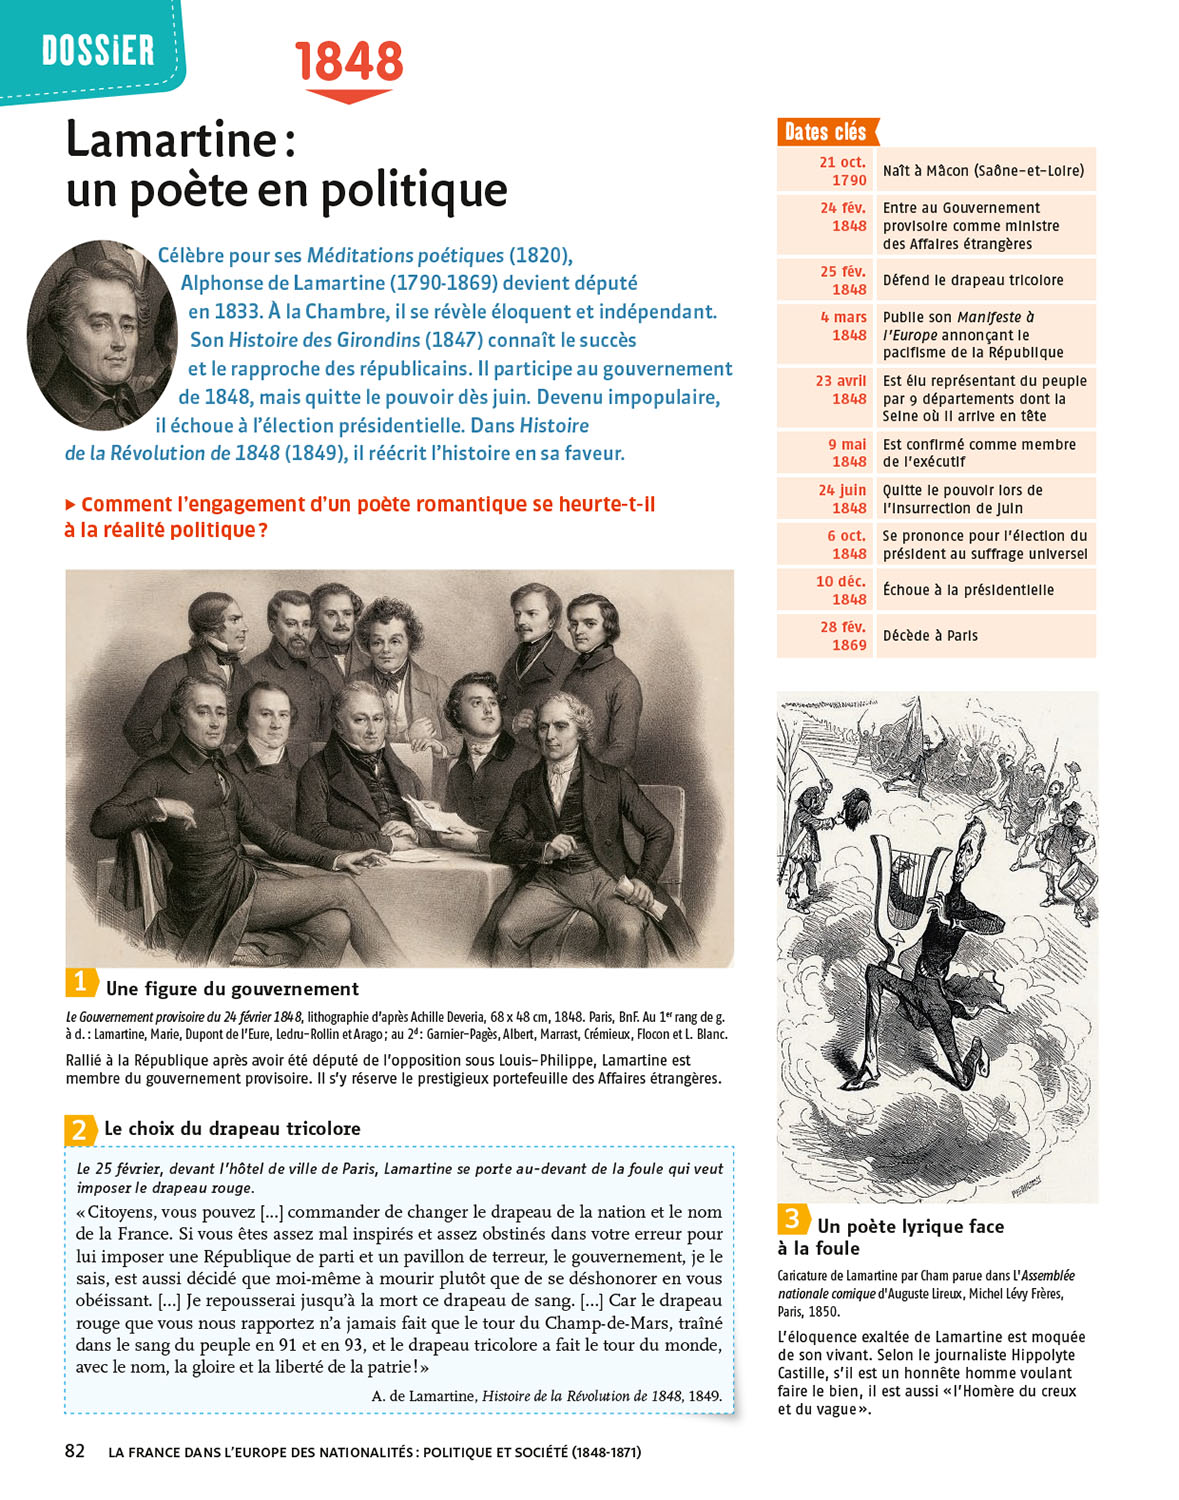 DOSSiER
1848
Lamartine :
un poète en politique
Célèbre pour ses Méditations poétiques (1820),
Alphonse de Lamartine (1790-1869) devient député
en 1833. À la Chambre, il se révèle éloquent et indépendant.
Son Histoire des Girondins (1847) connaît le succès
et le rapproche des républicains. Il participe au gouvernement
de 1848, mais quitte le pouvoir dès juin. Devenu impopulaire,
il échoue à l'élection présidentielle. Dans Histoire
de la Révolution de 1848 (1849), il réécrit l'histoire en sa faveur.
▶ Comment l'engagement d'un poète romantique se heurte-t-il
à la réalité politique ?
1 Une figure du gouvernement
Le Gouvernement provisoire du 24 février 1848, lithographie d'après Achille Deveria, 68 x 48 cm, 1848. Paris, BnF. Au 1er rang de g.
à d. : Lamartine, Marie, Dupont de l'Eure, Ledru-Rollin et Arago ; au 2d : Garnier-Pagès, Albert, Marrast, Crémieux, Flocon et L. Blanc.
Rallié à la République après avoir été député de l'opposition sous Louis-Philippe, Lamartine est
membre du gouvernement provisoire. Il s'y réserve le prestigieux portefeuille des Affaires étrangères.
2 Le choix du drapeau tricolore
Le 25 février, devant l'hôtel de ville de Paris, Lamartine se porte au-devant de la foule qui veut
imposer le drapeau rouge.
« Citoyens, vous pouvez [...] commander de changer le drapeau de la nation et le nom
de la France. Si vous êtes assez mal inspirés et assez obstinés dans votre erreur pour
lui imposer une République de parti et un pavillon de terreur, le gouvernement, je le
sais, est aussi décidé que moi-même à mourir plutôt que de se déshonorer en vous
obéissant. [...] Je repousserai jusqu'à la mort ce drapeau de sang. [...] Car le drapeau
rouge que vous nous rapportez n'a jamais fait que le tour du Champ-de-Mars, traîné
dans le sang du peuple en 91 et en 93, et le drapeau tricolore a fait le tour du monde,
avec le nom, la gloire et la liberté de la patrie ! »
A. de Lamartine, Histoire de la Révolution de 1848, 1849.
Dates clés
21 oct. 1790 Naît à Mâcon (Saône-et-Loire)
24 fév. Entre au Gouvernement
1848 provisoire comme ministre
des Affaires étrangères
25 fév. 1848 Défend le drapeau tricolore
4 mars Publie son Manifeste à
1848 l'Europe annonçant le
pacifisme de la République
23 avril Est élu représentant du peuple
1848 par 9 départements dont la
Seine où il arrive en tête
9 mai Est confirmé comme membre
1848 de l'exécutif
24 juin Quitte le pouvoir lors de
1848 l'insurrection de juin
6 oct. Se prononce pour l'élection du
1848 président au suffrage universel
10 déc. 1848 Échoue à la présidentielle
28 fév. 1869 Décède à Paris
3 Un poète lyrique face
à la foule
Caricature de Lamartine par Cham parue dans L'Assemblée
nationale comique d'Auguste Lireux, Michel Lévy Frères,
Paris, 1850.
L'éloquence exaltée de Lamartine est moquée
de son vivant. Selon le journaliste Hippolyte
Castille, s'il est un honnête homme voulant
faire le bien, il est aussi « l'Homère du creux
et du vague ».
82 LA FRANCE DANS L'EUROPE DES NATIONALITÉS : POLITIQUE ET SOCIÉTÉ (1848-1871)